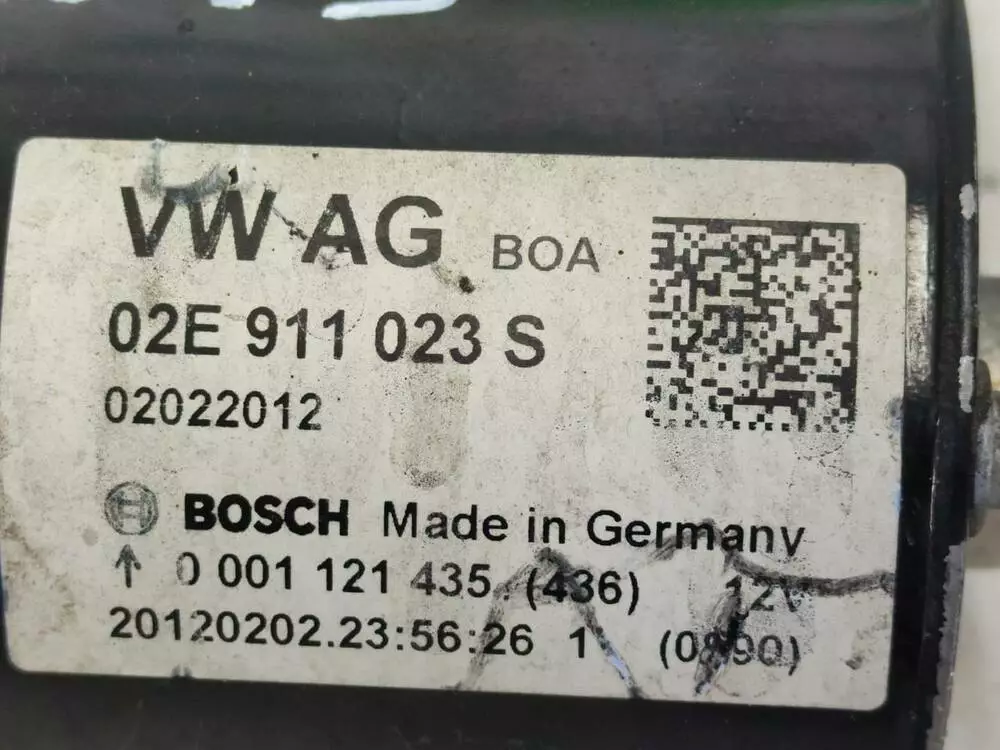 VW AG BOA
02E 911 023 S
02022012
BOSCH Made in Germany
↑ 0 001 121 435 (436) 12V
20120202.23:56:26 1